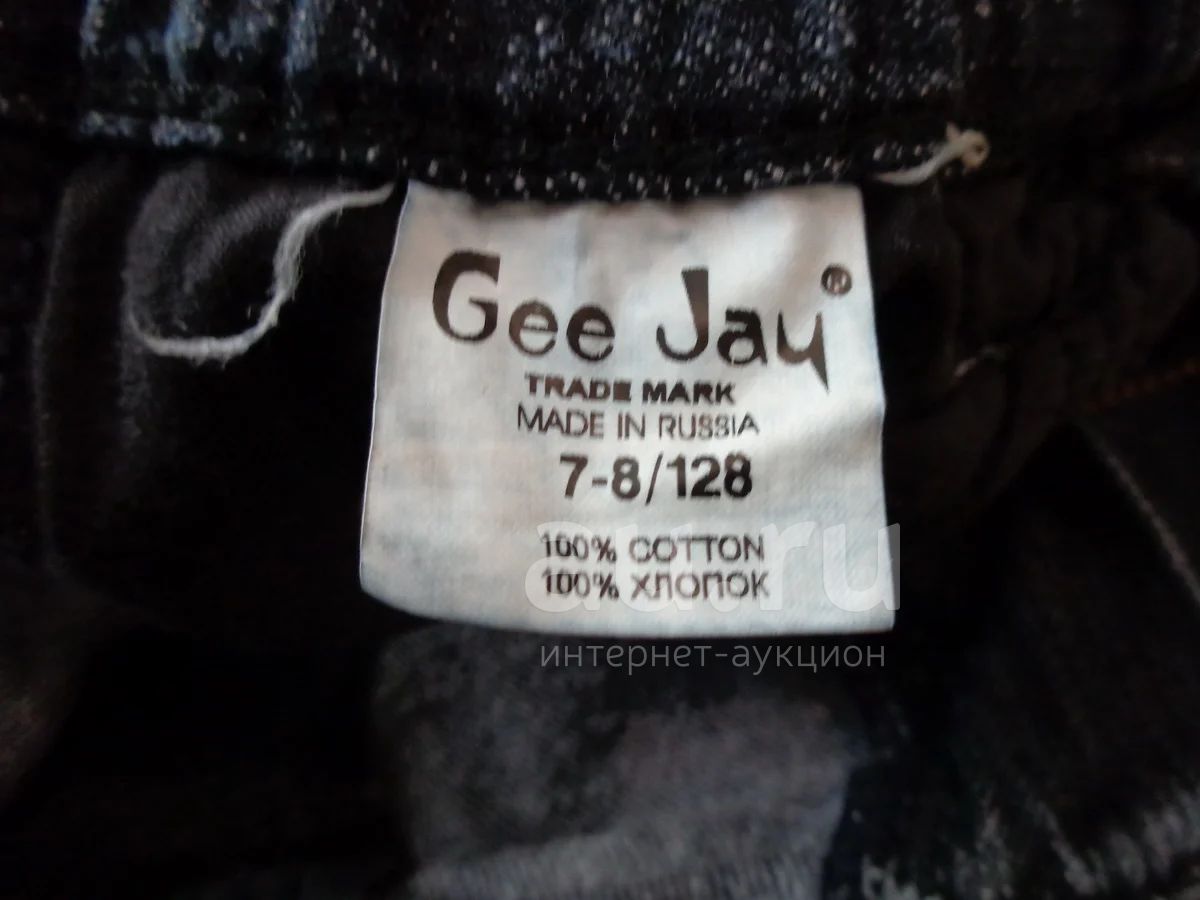 Gee Jay®
TRADE MARK
MADE IN RUSSIA
7-8/128
100% COTTON
100% ХЛОПОК
au.ru
интернет-аукцион